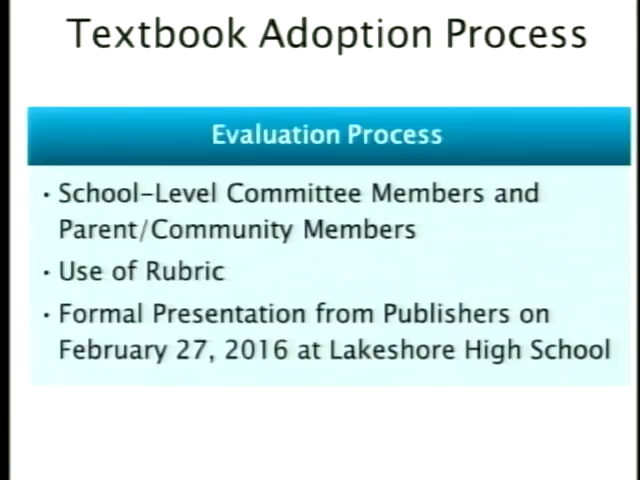 Textbook Adoption Process
Evaluation Process
· School-Level Committee Members and
Parent/Community Members
· Use of Rubric
· Formal Presentation from Publishers on
February 27, 2016 at Lakeshore High School